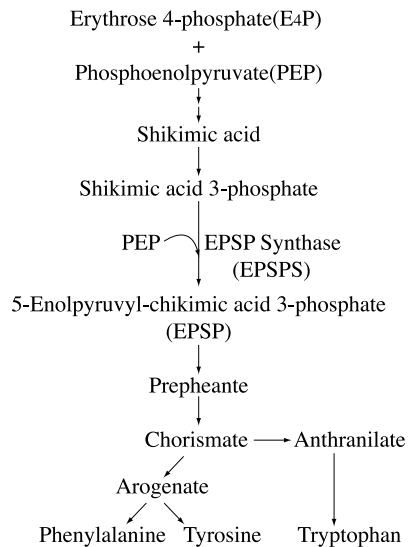 Erythrose 4-phosphate(E4P)
+
Phosphoenolpyruvate(PEP)
Shikimic acid
Shikimic acid 3-phosphate
PEP EPSP Synthase
(EPSPS)
5-Enolpyruvyl-chikimic acid 3-phosphate
(EPSP)
Prepheante
Chorismate Anthranilate
Arogenate
Phenylalanine Tyrosine Tryptophan